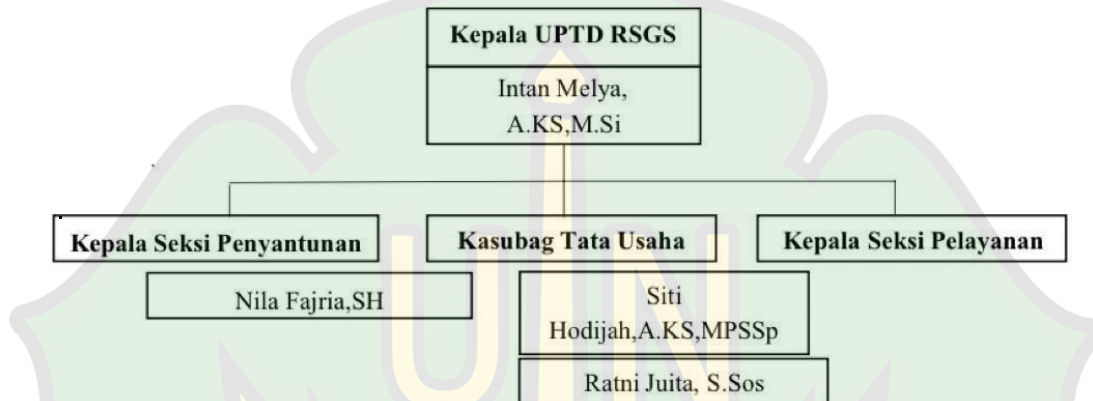 Kepala UPTD RSGS
Intan Melya,
A.KS,M.Si
Kepala Seksi Penyantunan
Kasubag Tata Usaha
Kepala Seksi Pelayanan
Nila Fajria,SH
Siti
Hodijah,A.KS,MPSSp
Ratni Juita, S.Sos
UIN